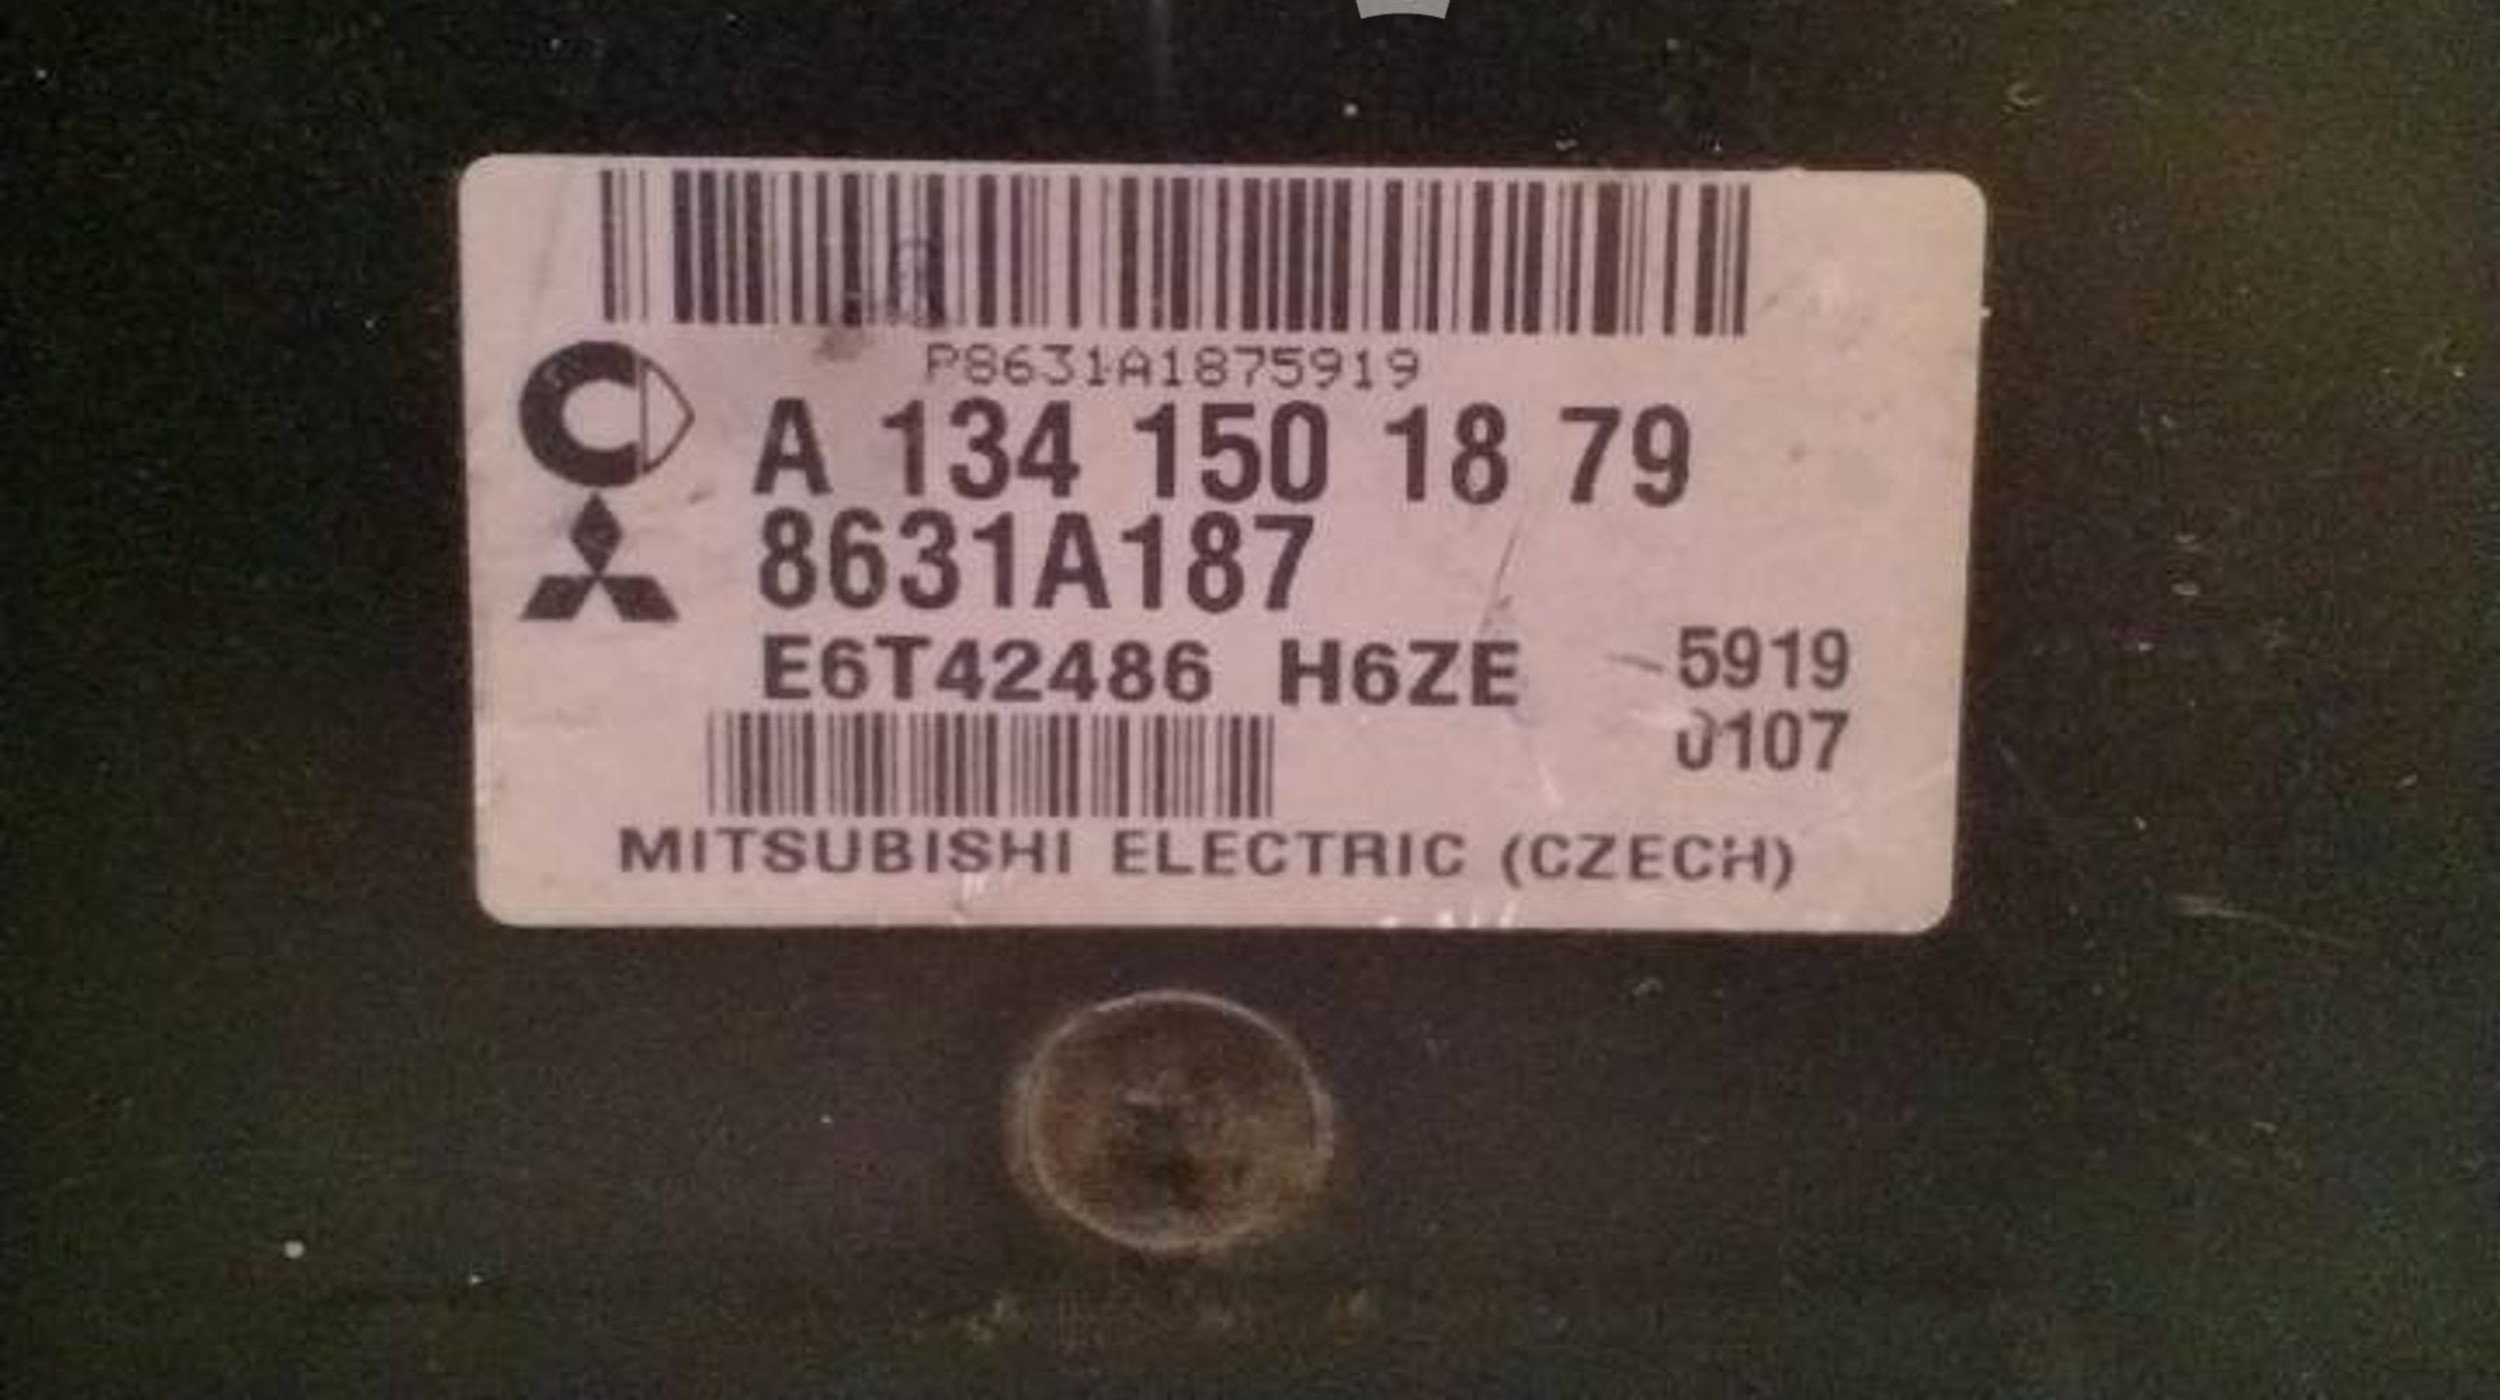 P8631A1875919
A 134 150 18 79
8631A187
E6T42486 H6ZE 5919
0107
MITSUBISHI ELECTRIC (CZECH)